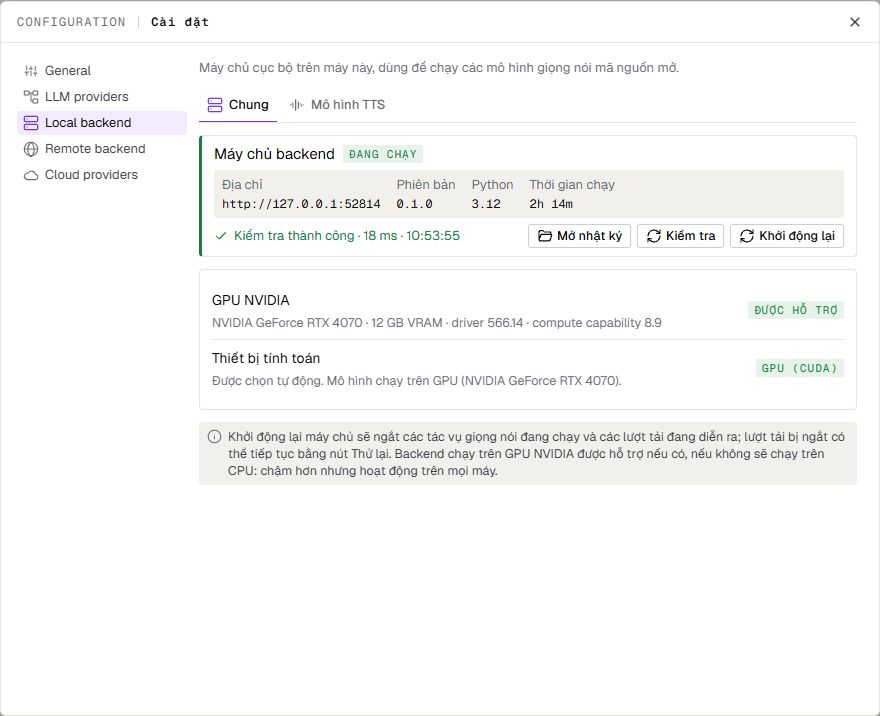 CONFIGURATION | Cài đặt
General
LLM providers
Local backend
Remote backend
Cloud providers
Máy chủ cục bộ trên máy này, dùng để chạy các mô hình giọng nói mã nguồn mở.
Chung
Mô hình TTS
Máy chủ backend ĐANG CHẠY
Địa chỉ Phiên bản Python Thời gian chạy
http://127.0.0.1:52814 0.1.0 3.12 2h 14m
Kiểm tra thành công · 18 ms · 10:53:55
Mở nhật ký
Kiểm tra
Khởi động lại
GPU NVIDIA
NVIDIA GeForce RTX 4070 · 12 GB VRAM · driver 566.14 · compute capability 8.9
ĐƯỢC HỖ TRỢ
Thiết bị tính toán
Được chọn tự động. Mô hình chạy trên GPU (NVIDIA GeForce RTX 4070).
GPU (CUDA)
Khởi động lại máy chủ sẽ ngắt các tác vụ giọng nói đang chạy và các lượt tải đang diễn ra; lượt tải bị ngắt có
thể tiếp tục bằng nút Thử lại. Backend chạy trên GPU NVIDIA được hỗ trợ nếu có, nếu không sẽ chạy trên
CPU: chậm hơn nhưng hoạt động trên mọi máy.